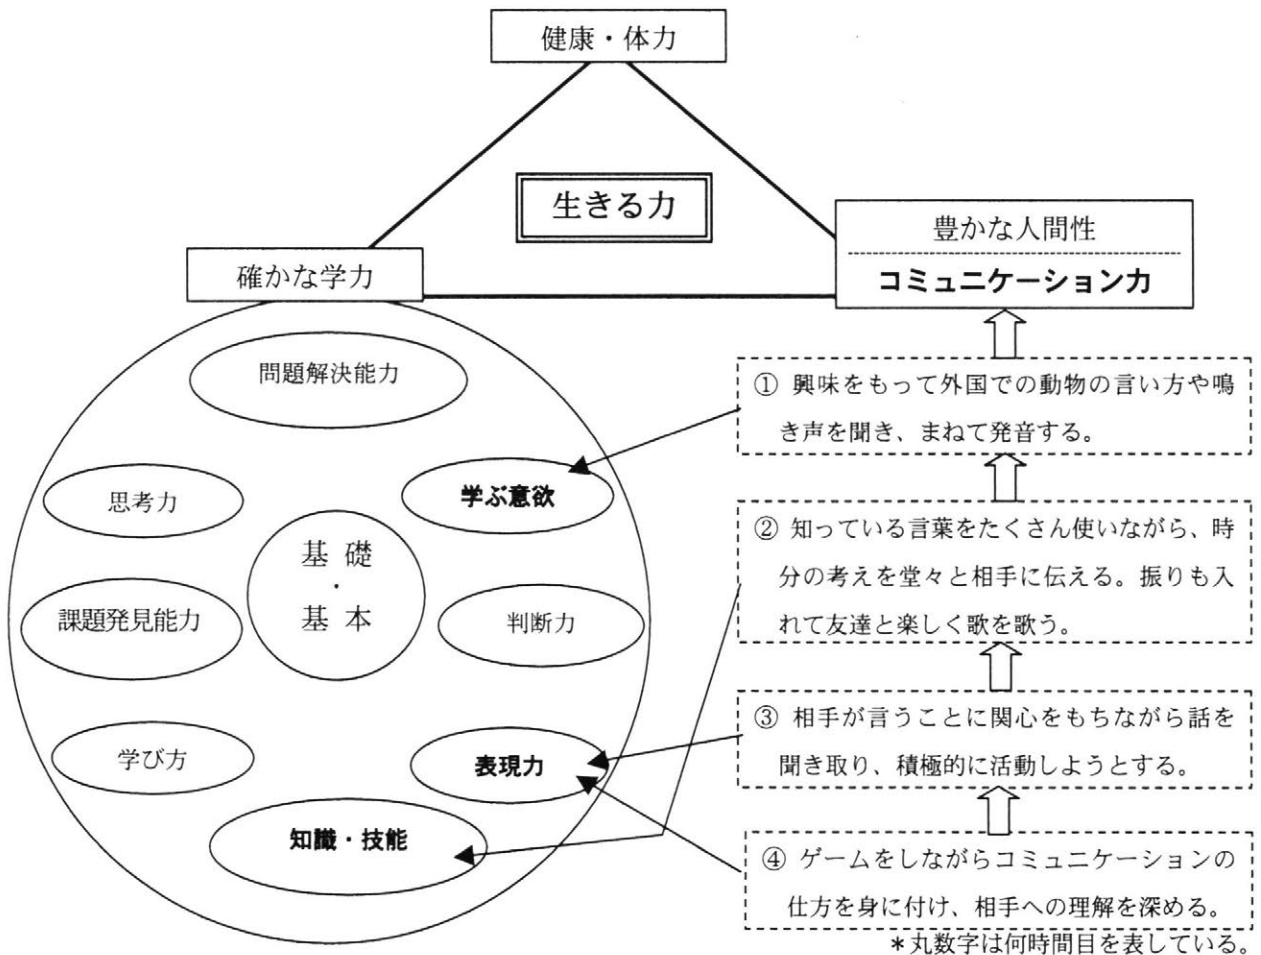 健康・体力
生きる力
豊かな人間性
コミュニケーション力
確かな学力
問題解決能力
思考力
学ぶ意欲
基 礎
・
基 本
課題発見能力
判断力
学び方
表現力
知識・技能
① 興味をもって外国での動物の言い方や鳴
き声を聞き、まねて発音する。
② 知っている言葉をたくさん使いながら、時
分の考えを堂々と相手に伝える。振りも入
れて友達と楽しく歌を歌う。
③ 相手が言うことに関心をもちながら話を
聞き取り、積極的に活動しようとする。
④ ゲームをしながらコミュニケーションの
仕方を身に付け、相手への理解を深める。
＊丸数字は何時間目を表している。